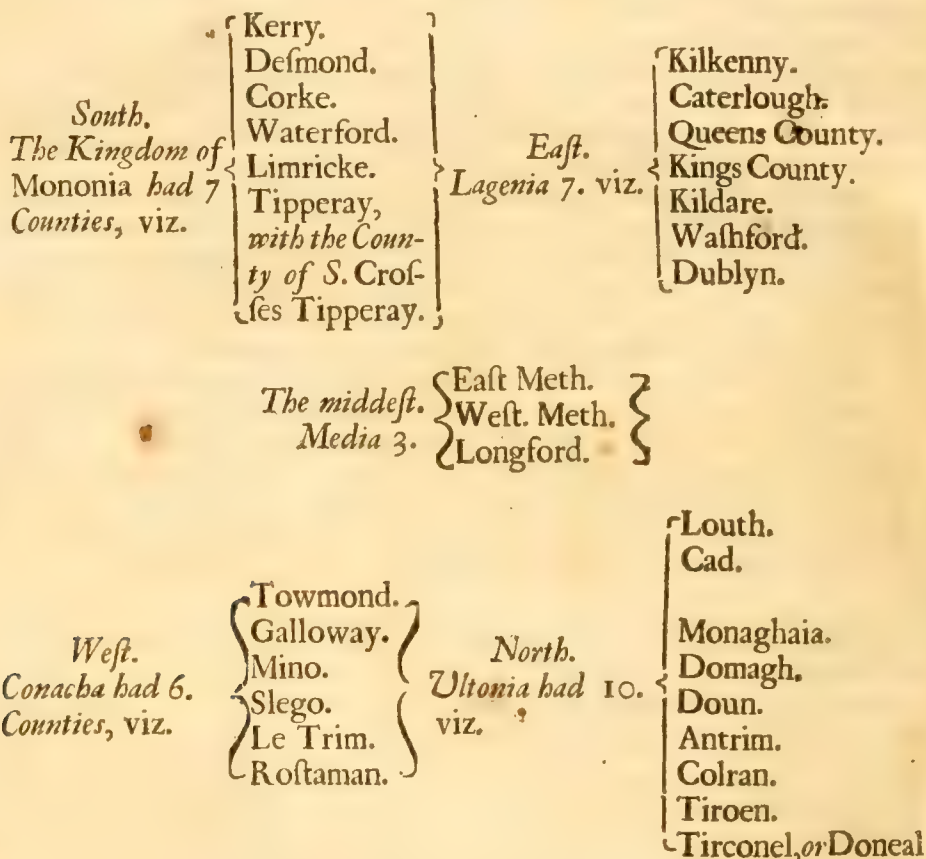 South.
The Kingdom of
Mononia had 7
Counties, viz.
Kerry.
Deſmond.
Corke.
Waterford.
Limricke.
Tipperay,
with the Coun-
ty of S. Croſ-
ſes Tipperay.
Eaſt.
Lagenia 7. viz.
Kilkenny.
Caterlough.
Queens County.
Kings County.
Kildare.
Waſhford.
Dublyn.
The middeſt.
Media 3.
Eaſt Meth.
Weſt. Meth.
Longford.
Weſt.
Conacha had 6.
Counties, viz.
Towmond.
Galloway.
Mino.
Slego.
Le Trim.
Roſtaman.
North.
Ultonia had 10.
viz.
Louth.
Cad.
Monaghaia.
Domagh.
Doun.
Antrim.
Colran.
Tiroen.
Tirconel, or Doneal